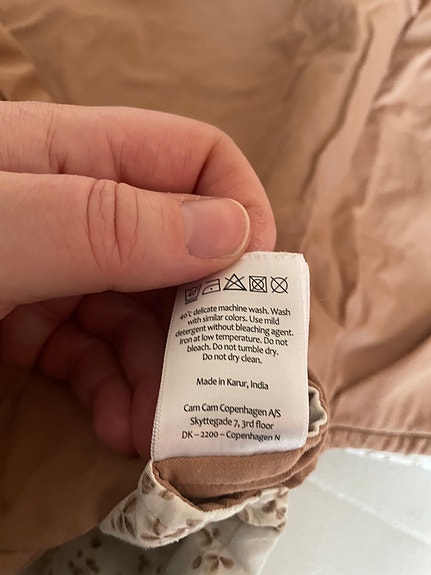 40
40°c delicate machine wash. Wash
with similar colors. Use mild
detergent without bleaching agent.
Iron at low temperature. Do not
bleach. Do not tumble dry.
Do not dry clean.
Made in Karur, India
Cam Cam Copenhagen A/S
Skyttegade 7, 3rd floor
DK – 2200 – Copenhagen N